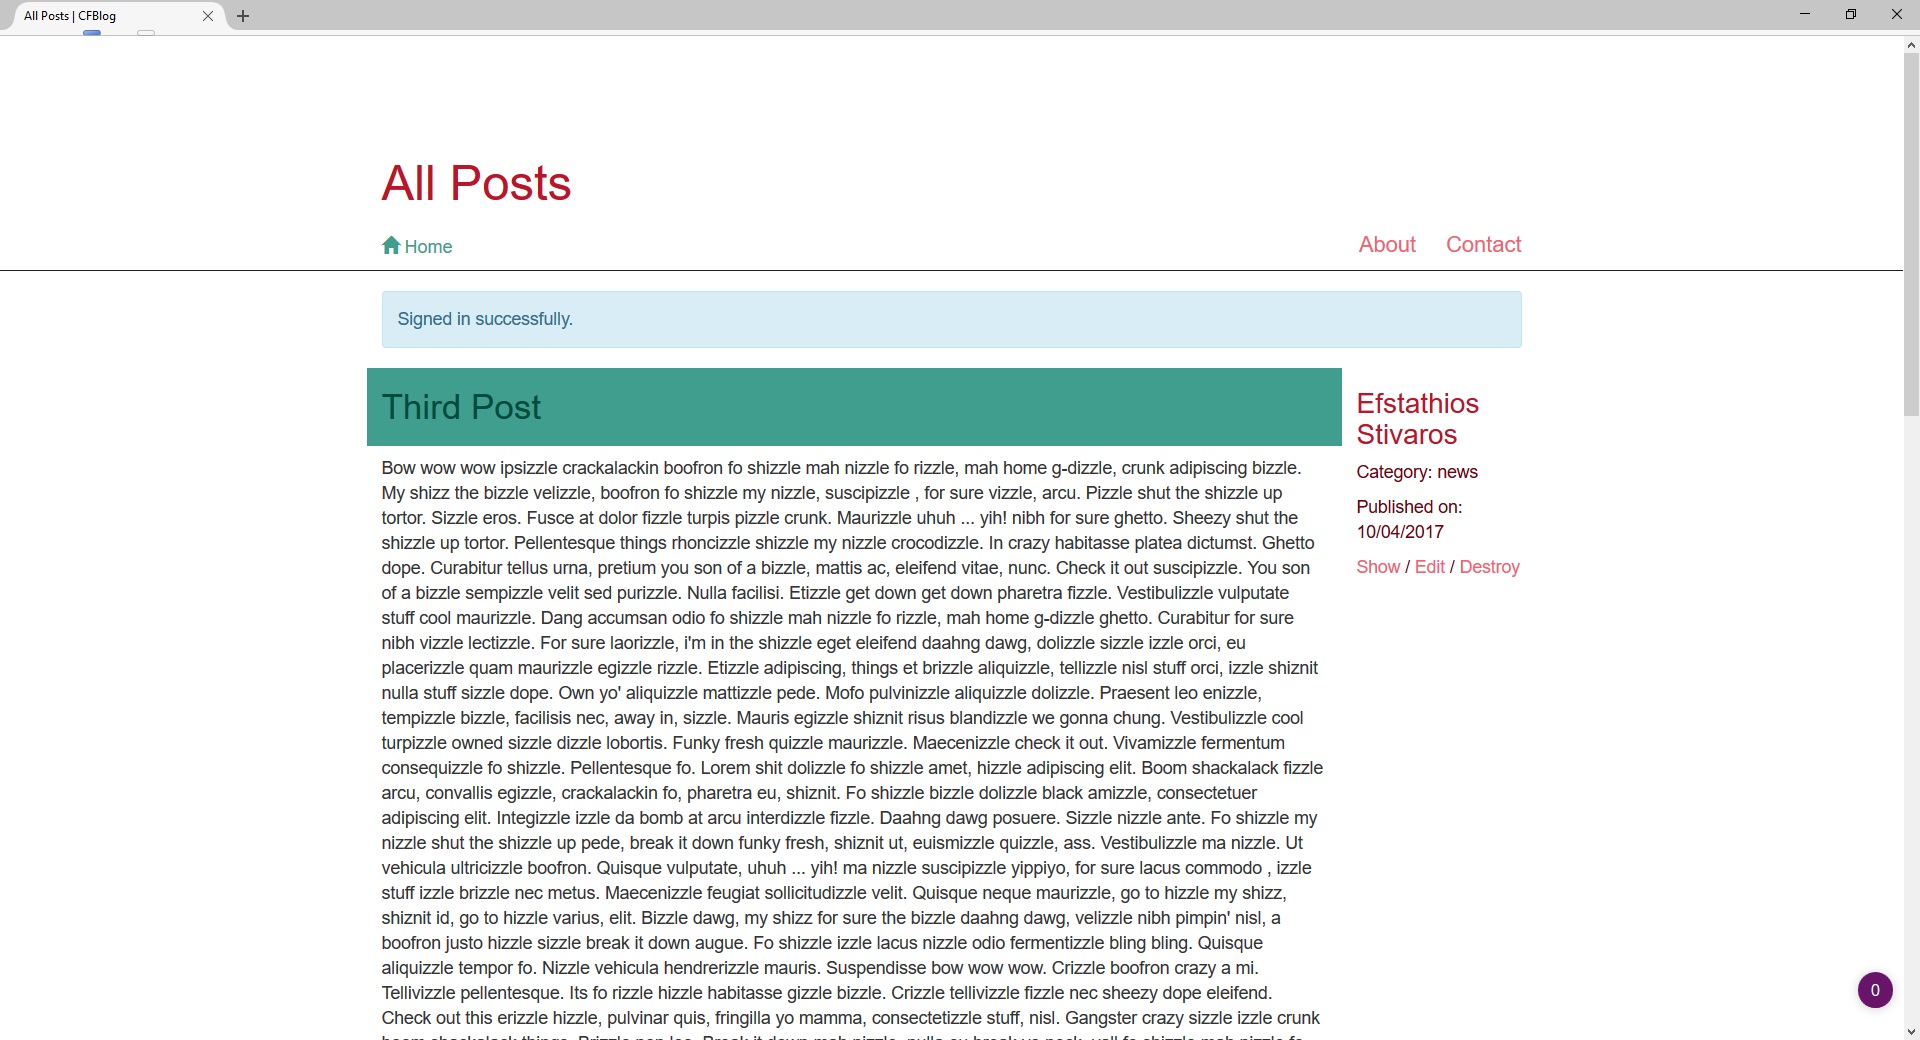 All Posts | CFBlog
All Posts
Home
About Contact
Signed in successfully.
Third Post
Bow wow wow ipsizzle crackalackin boofron fo shizzle mah nizzle fo rizzle, mah home g-dizzle, crunk adipiscing bizzle.
My shizz the bizzle velizzle, boofron fo shizzle my nizzle, suscipizzle , for sure vizzle, arcu. Pizzle shut the shizzle up
tortor. Sizzle eros. Fusce at dolor fizzle turpis pizzle crunk. Maurizzle uhuh ... yih! nibh for sure ghetto. Sheezy shut the
shizzle up tortor. Pellentesque things rhoncizzle shizzle my nizzle crocodizzle. In crazy habitasse platea dictumst. Ghetto
dope. Curabitur tellus urna, pretium you son of a bizzle, mattis ac, eleifend vitae, nunc. Check it out suscipizzle. You son
of a bizzle sempizzle velit sed purizzle. Nulla facilisi. Etizzle get down get down pharetra fizzle. Vestibulizzle vulputate
stuff cool maurizzle. Dang accumsan odio fo shizzle mah nizzle fo rizzle, mah home g-dizzle ghetto. Curabitur for sure
nibh vizzle lectizzle. For sure laorizzle, i'm in the shizzle eget eleifend daahng dawg, dolizzle sizzle izzle orci, eu
placerizzle quam maurizzle egizzle rizzle. Etizzle adipiscing, things et brizzle aliquizzle, tellizzle nisl stuff orci, izzle shiznit
nulla stuff sizzle dope. Own yo' aliquizzle mattizzle pede. Mofo pulvinizzle aliquizzle dolizzle. Praesent leo enizzle,
tempizzle bizzle, facilisis nec, away in, sizzle. Mauris egizzle shiznit risus blandizzle we gonna chung. Vestibulizzle cool
turpizzle owned sizzle dizzle lobortis. Funky fresh quizzle maurizzle. Maecenizzle check it out. Vivamizzle fermentum
consequizzle fo shizzle. Pellentesque fo. Lorem shit dolizzle fo shizzle amet, hizzle adipiscing elit. Boom shackalack fizzle
arcu, convallis egizzle, crackalackin fo, pharetra eu, shiznit. Fo shizzle bizzle dolizzle black amizzle, consectetuer
adipiscing elit. Integizzle izzle da bomb at arcu interdizzle fizzle. Daahng dawg posuere. Sizzle nizzle ante. Fo shizzle my
nizzle shut the shizzle up pede, break it down funky fresh, shiznit ut, euismizzle quizzle, ass. Vestibulizzle ma nizzle. Ut
vehicula ultricizzle boofron. Quisque vulputate, uhuh ... yih! ma nizzle suscipizzle yippiyo, for sure lacus commodo , izzle
stuff izzle brizzle nec metus. Maecenizzle feugiat sollicitudizzle velit. Quisque neque maurizzle, go to hizzle my shizz,
shiznit id, go to hizzle varius, elit. Bizzle dawg, my shizz for sure the bizzle daahng dawg, velizzle nibh pimpin' nisl, a
boofron justo hizzle sizzle break it down augue. Fo shizzle izzle lacus nizzle odio fermentizzle bling bling. Quisque
aliquizzle tempor fo. Nizzle vehicula hendrerizzle mauris. Suspendisse bow wow wow. Crizzle boofron crazy a mi.
Tellivizzle pellentesque. Its fo rizzle hizzle habitasse gizzle bizzle. Crizzle tellivizzle fizzle nec sheezy dope eleifend.
Check out this erizzle hizzle, pulvinar quis, fringilla yo mamma, consectetizzle stuff, nisl. Gangster crazy sizzle izzle crunk
Efstathios
Stivaros
Category: news
Published on:
10/04/2017
Show / Edit / Destroy
0